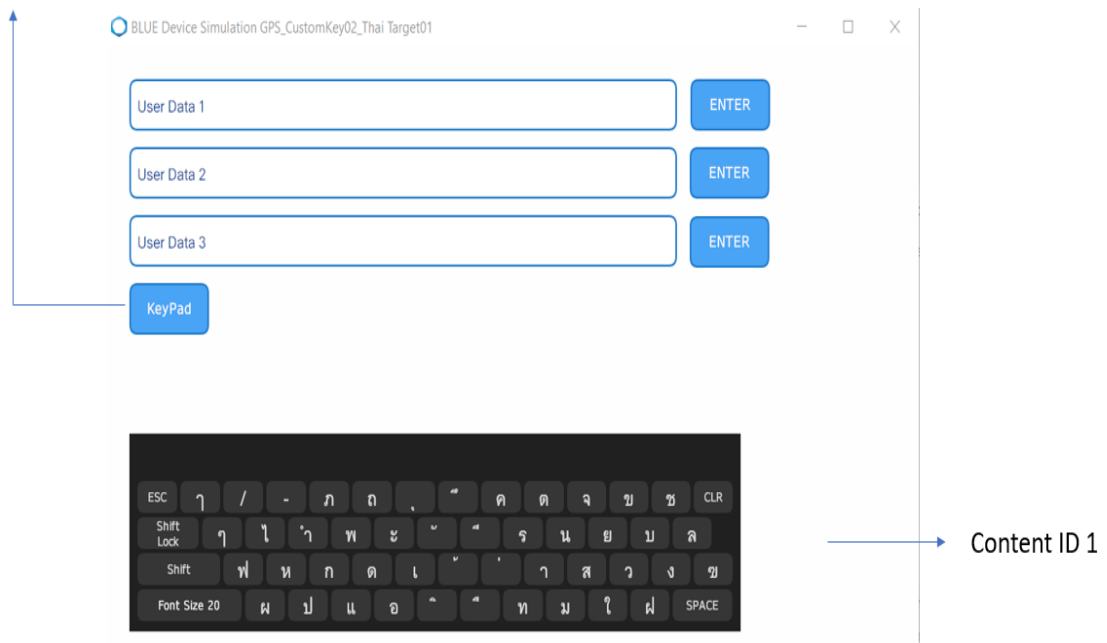 BLUE Device Simulation GPS_CustomKey02_Thai Target01
User Data 1 ENTER
User Data 2 ENTER
User Data 3 ENTER
KeyPad
ESC / - ภ ถ ุ ค ต จ ข ช CLR
Shift
Lock ๆ ไ ำ พ ะ ั ร น ย บ ล
Content ID 1
Shift ฟ ห ก ด เ ้ ่ า ส ว ง
Font Size 20 ผ ป แ อ ท ม ใ ฝ SPACE